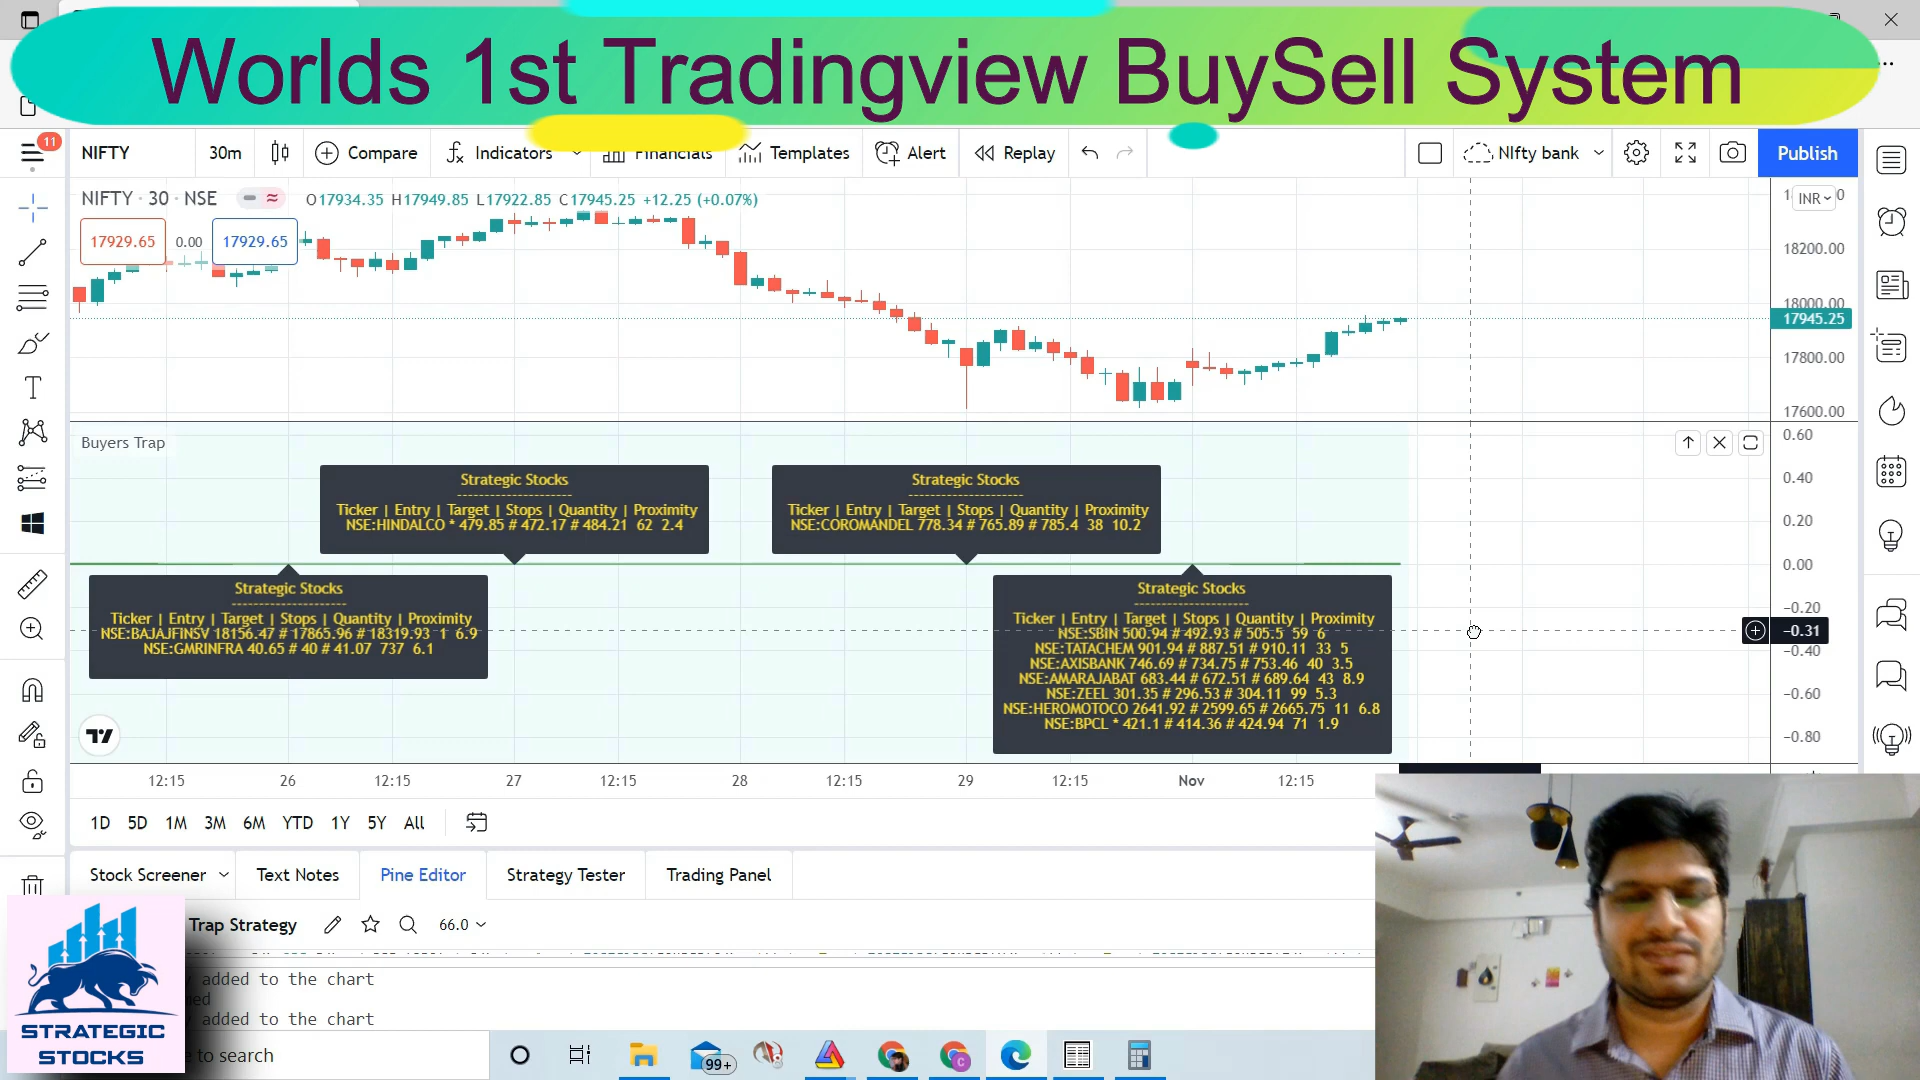 Worlds 1st Tradingview BuySell System
11
NIFTY
30m
Compare
Indicators
Financials
Templates
Alert
Replay
NIfty bank
Publish
NIFTY · 30 · NSE
O17934.35 H17949.85 L17922.85 C17945.25 +12.25 (+0.07%)
INR
17929.65
0.00
17929.65
18200.00
18000.00
17945.25
17800.00
17600.00
Buyers Trap
0.60
0.40
0.20
0.00
−0.20
−0.31
−0.40
−0.60
−0.80
Strategic Stocks
----------------------
Ticker | Entry | Target | Stops | Quantity | Proximity
NSE:HINDALCO * 479.85 # 472.17 # 484.21 62 2.4
Strategic Stocks
----------------------
Ticker | Entry | Target | Stops | Quantity | Proximity
NSE:COROMANDEL 778.34 # 765.89 # 785.4 38 10.2
Strategic Stocks
----------------------
Ticker | Entry | Target | Stops | Quantity | Proximity
NSE:BAJAJFINSV 18156.47 # 17865.96 # 18319.93 1 6.9
NSE:GMRINFRA 40.65 # 40 # 41.07 737 6.1
Strategic Stocks
----------------------
Ticker | Entry | Target | Stops | Quantity | Proximity
NSE:SBIN 500.94 # 492.93 # 505.5 59 6
NSE:TATACHEM 901.94 # 887.51 # 910.11 33 5
NSE:AXISBANK 746.69 # 734.75 # 753.46 40 3.5
NSE:AMARAJABAT 683.44 # 672.51 # 689.64 43 8.9
NSE:ZEEL 301.35 # 296.53 # 304.11 99 5.3
NSE:HEROMOTOCO 2641.92 # 2599.65 # 2665.75 11 6.8
NSE:BPCL * 421.1 # 414.36 # 424.94 71 1.9
12:15 26 12:15 27 12:15 28 12:15 29 12:15 Nov 12:15
1D 5D 1M 3M 6M YTD 1Y 5Y All
Stock Screener
Text Notes
Pine Editor
Strategy Tester
Trading Panel
Trap Strategy
66.0
added to the chart
added to the chart
STRATEGIC
STOCKS
to search
99+